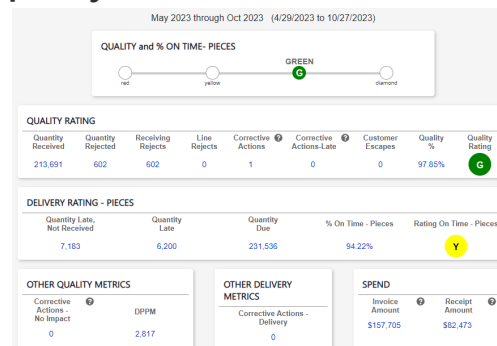 May 2023 through Oct 2023 (4/29/2023 to 10/27/2023)
QUALITY and % ON TIME- PIECES
GREEN
G
red yellow diamond
QUALITY RATING
Quantity Received Quantity Rejected Receiving Rejects Line Rejects Corrective Actions ? Corrective Actions-Late ? Customer Escapes Quality % Quality Rating
213,691 602 602 0 1 0 0 97.85% G
DELIVERY RATING - PIECES
Quantity Late, Not Received Quantity Late Quantity Due % On Time - Pieces Rating On Time - Pieces
7,183 6,200 231,536 94.22% Y
OTHER QUALITY METRICS
Corrective Actions - No Impact ? DPPM
0 2,817
OTHER DELIVERY METRICS
Corrective Actions - Delivery
0
SPEND
Invoice Amount ? Receipt Amount ?
$157,705 $82,473